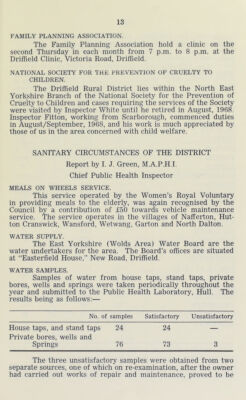 13
FAMILY PLANNING ASSOCIATION.
The Family Planning Association hold a clinic on the
second Thursday in each month from 7 p.m. to 8 p.m. at the
Driffield Clinic, Victoria Road, Driffield.
NATIONAL SOCIETY FOR THE PREVENTION OF CRUELTY TO
CHILDREN.
The Driffield Rural District lies within the North East
Yorkshire Branch of the National Society for the Prevention of
Cruelty to Children and cases requiring the services of the Society
were visited by Inspector White until he retired in August, 1968.
Inspector Fitton, working from Scarborough, commenced duties
in August/September, 1968, and his work is much appreciated by
those of us in the area concerned with child welfare.
SANITARY CIRCUMSTANCES OF THE DISTRICT
Report by I. J. Green, M.A.P.H.I.
Chief Public Health Inspector
MEALS ON WHEELS SERVICE.
This service operated by the Women's Royal Voluntary
in providing meals to the elderly, was again recognised by the
Council by a contribution of £50 towards vehicle maintenance
service. The service operates in the villages of Nafferton, Hut-
ton Cranswick, Wansford, Wetwang, Garton and North Dalton.
WATER SUPPLY.
The East Yorkshire (Wolds Area) Water Board are the
water undertakers for the area. The Board's offices are situated
at "Easterfield House," New Road, Driffield.
WATER SAMPLES.
Samples of water from house taps, stand taps, private
bores, wells and springs were taken periodically throughout the
year and submitted to the Public Health Laboratory, Hull. The
results being as follows:—
No. of samples Satisfactory Unsatisfactory
House taps, and stand taps 24 24 —
Private bores, wells and
Springs 76 73 3
The three unsatisfactory samples were obtained from two
separate sources, one of which on re-examination, after the owner
had carried out works of repair and maintenance, proved to be